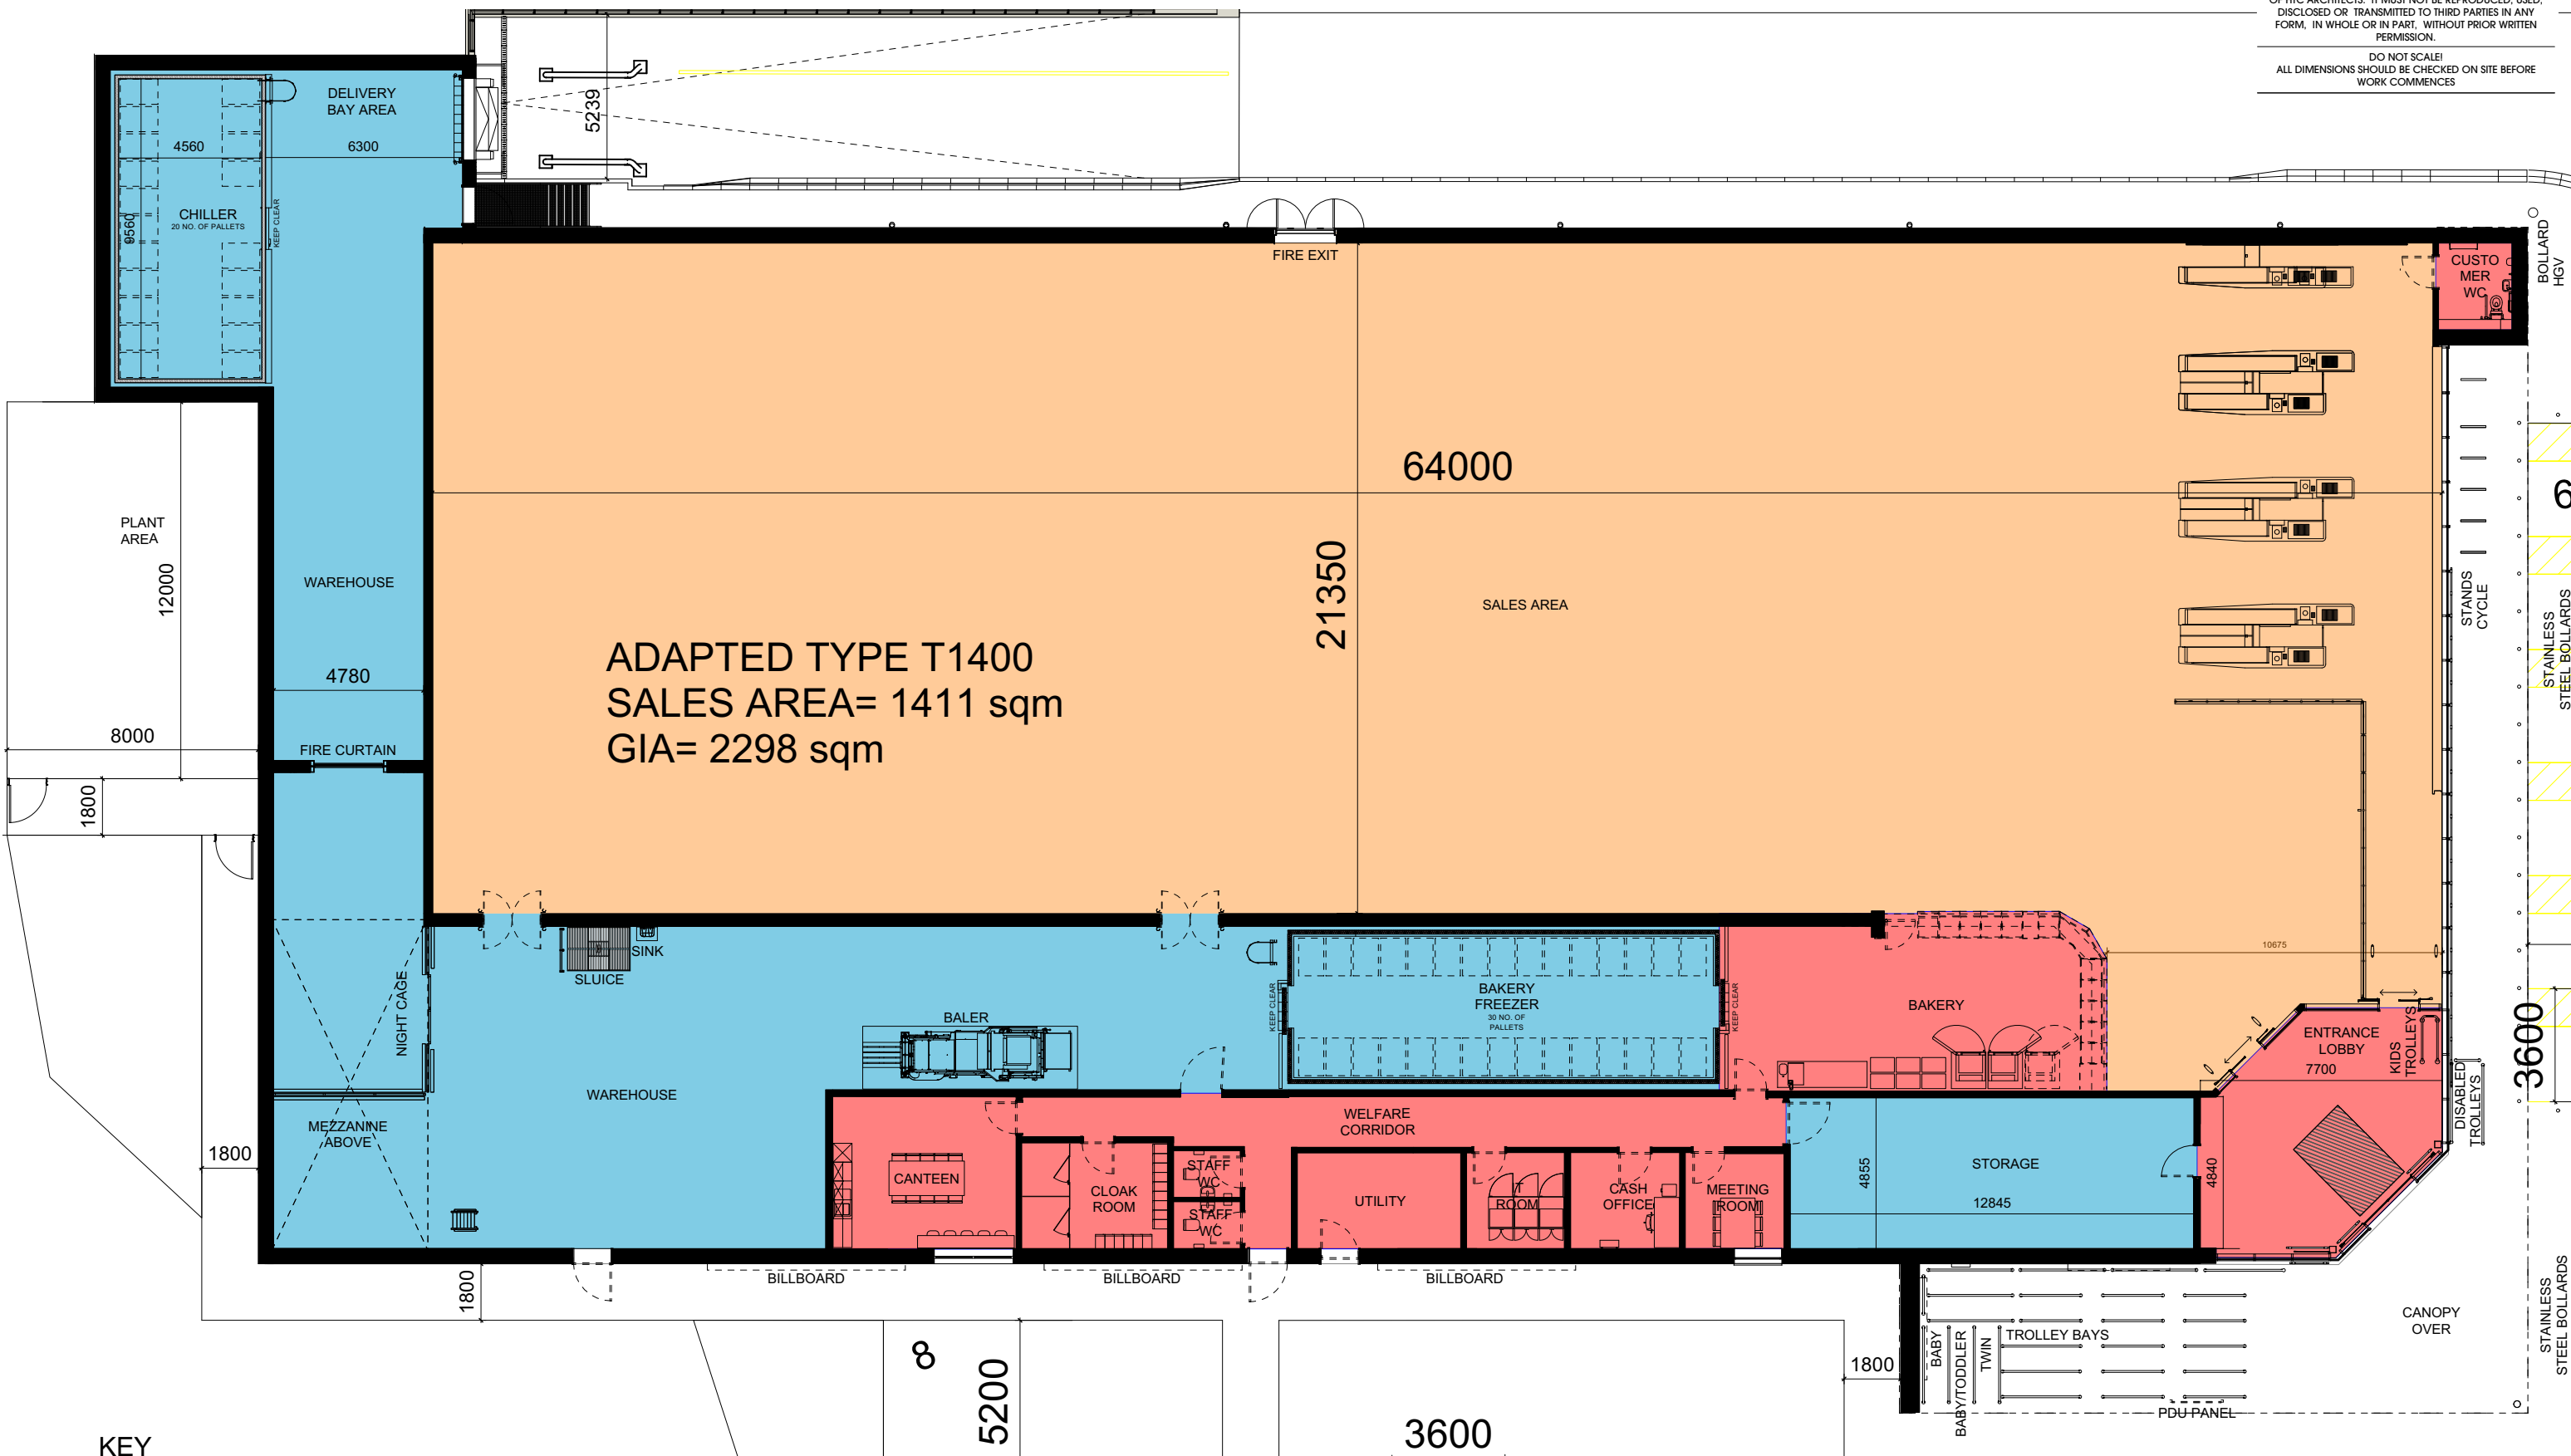 DISCLOSED OR TRANSMITTED TO THIRD PARTIES IN ANY
FORM, IN WHOLE OR IN PART, WITHOUT PRIOR WRITTEN
PERMISSION.
DO NOT SCALE!
ALL DIMENSIONS SHOULD BE CHECKED ON SITE BEFORE
WORK COMMENCES
DELIVERY
BAY AREA
4560
6300
5239
CHILLER
20 NO. OF PALLETS
9560
KEEP CLEAR
FIRE EXIT
CUSTO
MER
WC
BOLLARD
HGV
64000
21350
SALES AREA
PLANT
AREA
12000
WAREHOUSE
4780
8000
FIRE CURTAIN
1800
ADAPTED TYPE T1400
SALES AREA= 1411 sqm
GIA= 2298 sqm
STANDS
CYCLE
6
STAINLESS
STEEL BOLLARDS
SINK
SLUICE
NIGHT CAGE
BALER
WAREHOUSE
MEZZANINE
ABOVE
1800
KEEP CLEAR
BAKERY
FREEZER
30 NO. OF
PALLETS
KEEP CLEAR
BAKERY
10675
ENTRANCE
LOBBY
7700
KIDS
TROLLEYS
DISABLED
TROLLEYS
3600
WELFARE
CORRIDOR
CANTEEN
CLOAK
ROOM
STAFF
WC
STAFF
WC
UTILITY
IT
ROOM
CASH
OFFICE
MEETING
ROOM
4855
STORAGE
12845
4840
1800
BILLBOARD
BILLBOARD
BILLBOARD
8
5200
3600
1800
BABY
BABY/TODDLER
TWIN
TROLLEY BAYS
PDU PANEL
CANOPY
OVER
STAINLESS
STEEL BOLLARDS
KEY